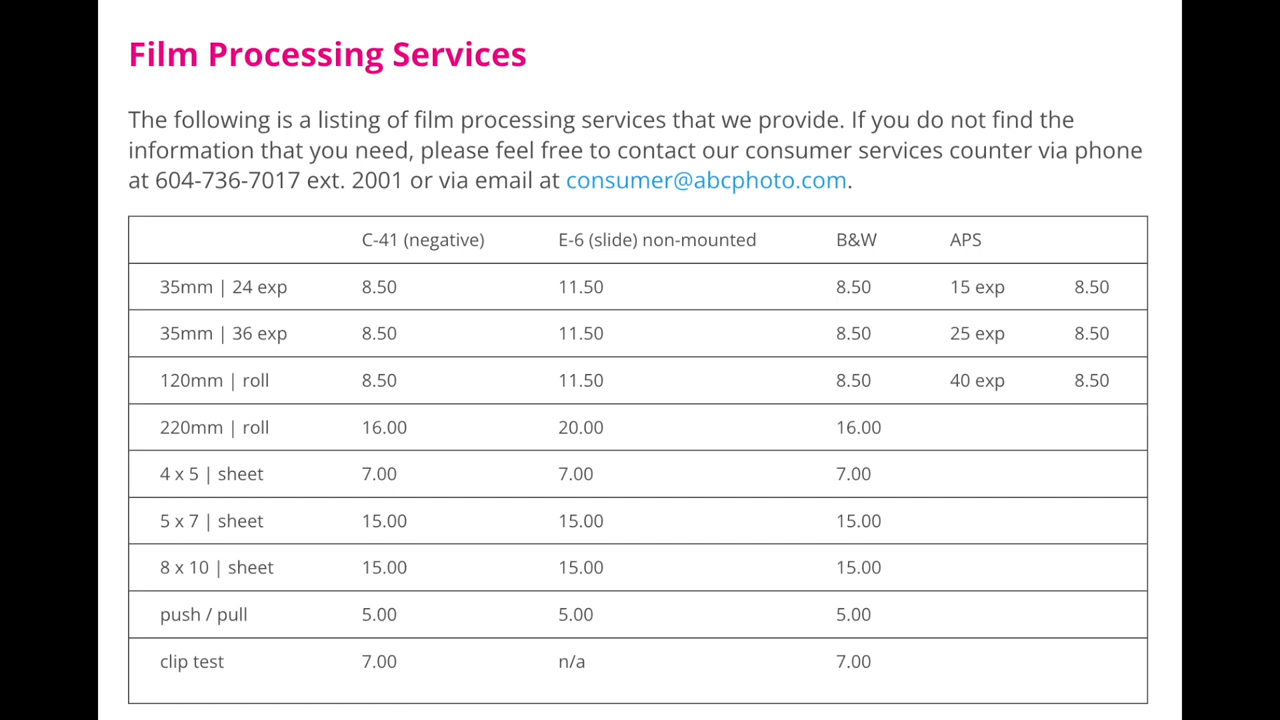 Film Processing Services
The following is a listing of film processing services that we provide. If you do not find the
information that you need, please feel free to contact our consumer services counter via phone
at 604-736-7017 ext. 2001 or via email at consumer@abcphoto.com.
C-41 (negative) E-6 (slide) non-mounted B&W APS
35mm | 24 exp 8.50 11.50 8.50 15 exp 8.50
35mm | 36 exp 8.50 11.50 8.50 25 exp 8.50
120mm | roll 8.50 11.50 8.50 40 exp 8.50
220mm | roll 16.00 20.00 16.00
4 x 5 | sheet 7.00 7.00 7.00
5 x 7 | sheet 15.00 15.00 15.00
8 x 10 | sheet 15.00 15.00 15.00
push / pull 5.00 5.00 5.00
clip test 7.00 n/a 7.00